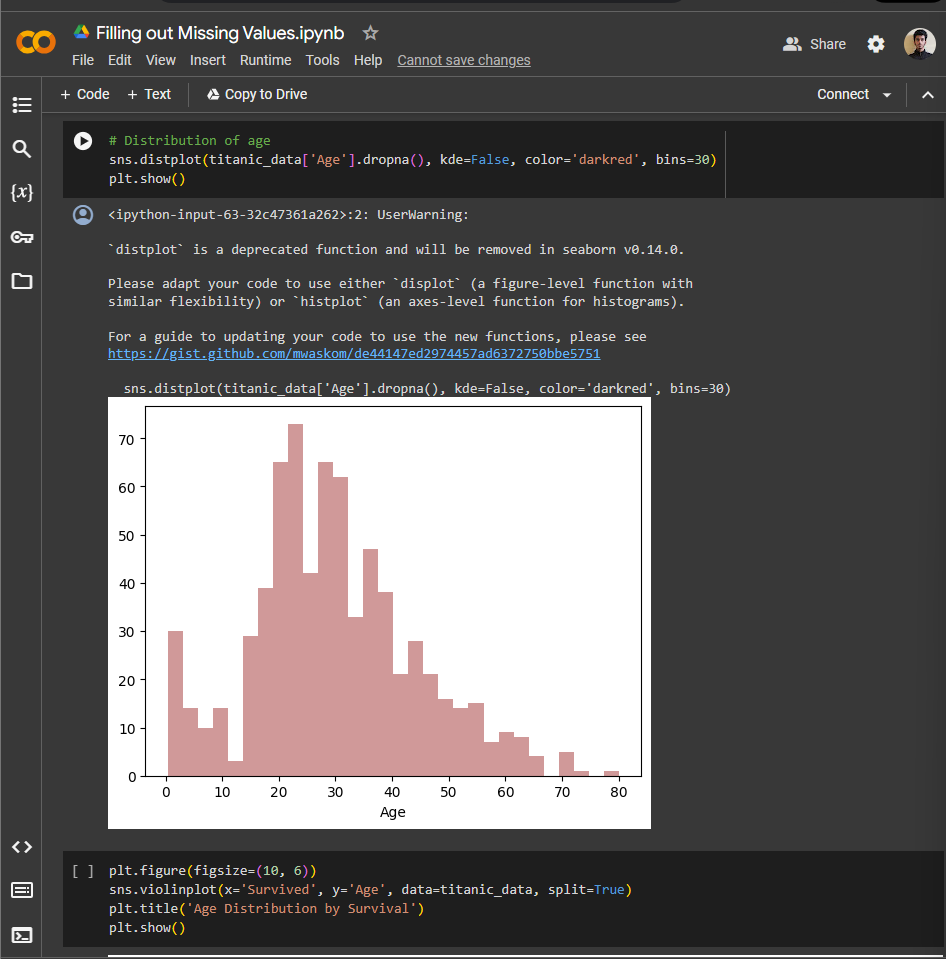 Filling out Missing Values.ipynb
File Edit View Insert Runtime Tools Help Cannot save changes
Share
+ Code + Text Copy to Drive
Connect
# Distribution of age
sns.distplot(titanic_data['Age'].dropna(), kde=False, color='darkred', bins=30)
plt.show()
<ipython-input-63-32c47361a262>:2: UserWarning:
`distplot` is a deprecated function and will be removed in seaborn v0.14.0.
Please adapt your code to use either `displot` (a figure-level function with
similar flexibility) or `histplot` (an axes-level function for histograms).
For a guide to updating your code to use the new functions, please see
https://gist.github.com/mwaskom/de44147ed2974457ad6372750bbe5751
sns.distplot(titanic_data['Age'].dropna(), kde=False, color='darkred', bins=30)
70
60
50
40
30
20
10
0
0 10 20 30 40 50 60 70 80
Age
[ ] plt.figure(figsize=(10, 6))
sns.violinplot(x='Survived', y='Age', data=titanic_data, split=True)
plt.title('Age Distribution by Survival')
plt.show()
{x}